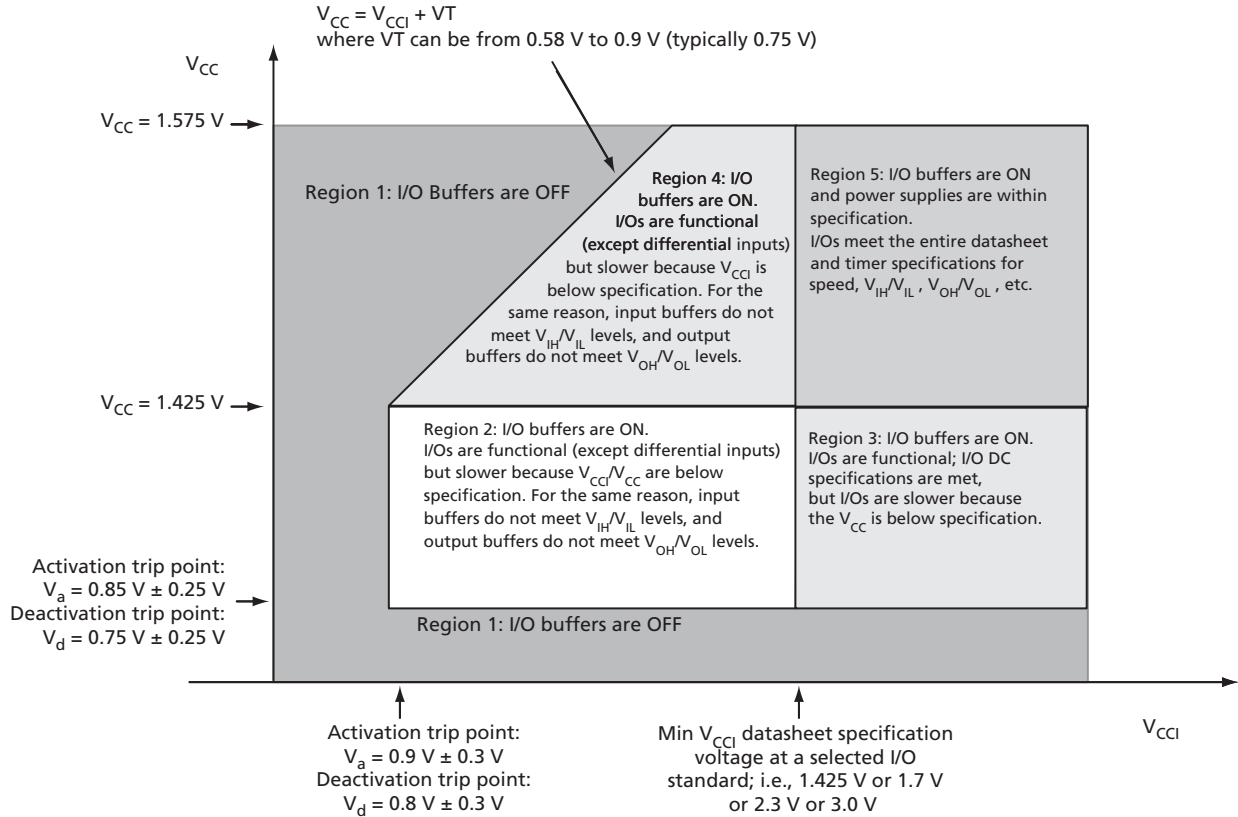 V_CC = V_CCI + VT
where VT can be from 0.58 V to 0.9 V (typically 0.75 V)
V_CC
V_CC = 1.575 V
Region 1: I/O Buffers are OFF
Region 4: I/O
buffers are ON.
I/Os are functional
(except differential inputs)
but slower because V_CCI is
below specification. For the
same reason, input buffers do not
meet V_IH/V_IL levels, and output
buffers do not meet V_OH/V_OL levels.
Region 5: I/O buffers are ON
and power supplies are within
specification.
I/Os meet the entire datasheet
and timer specifications for
speed, V_IH/V_IL , V_OH/V_OL , etc.
V_CC = 1.425 V
Region 2: I/O buffers are ON.
I/Os are functional (except differential inputs)
but slower because V_CCI/V_CC are below
specification. For the same reason, input
buffers do not meet V_IH/V_IL levels, and
output buffers do not meet V_OH/V_OL levels.
Region 3: I/O buffers are ON.
I/Os are functional; I/O DC
specifications are met,
but I/Os are slower because
the V_CC is below specification.
Activation trip point:
V_a = 0.85 V ± 0.25 V
Deactivation trip point:
V_d = 0.75 V ± 0.25 V
Region 1: I/O buffers are OFF
Activation trip point:
V_a = 0.9 V ± 0.3 V
Deactivation trip point:
V_d = 0.8 V ± 0.3 V
Min V_CCI datasheet specification
voltage at a selected I/O
standard; i.e., 1.425 V or 1.7 V
or 2.3 V or 3.0 V
V_CCI